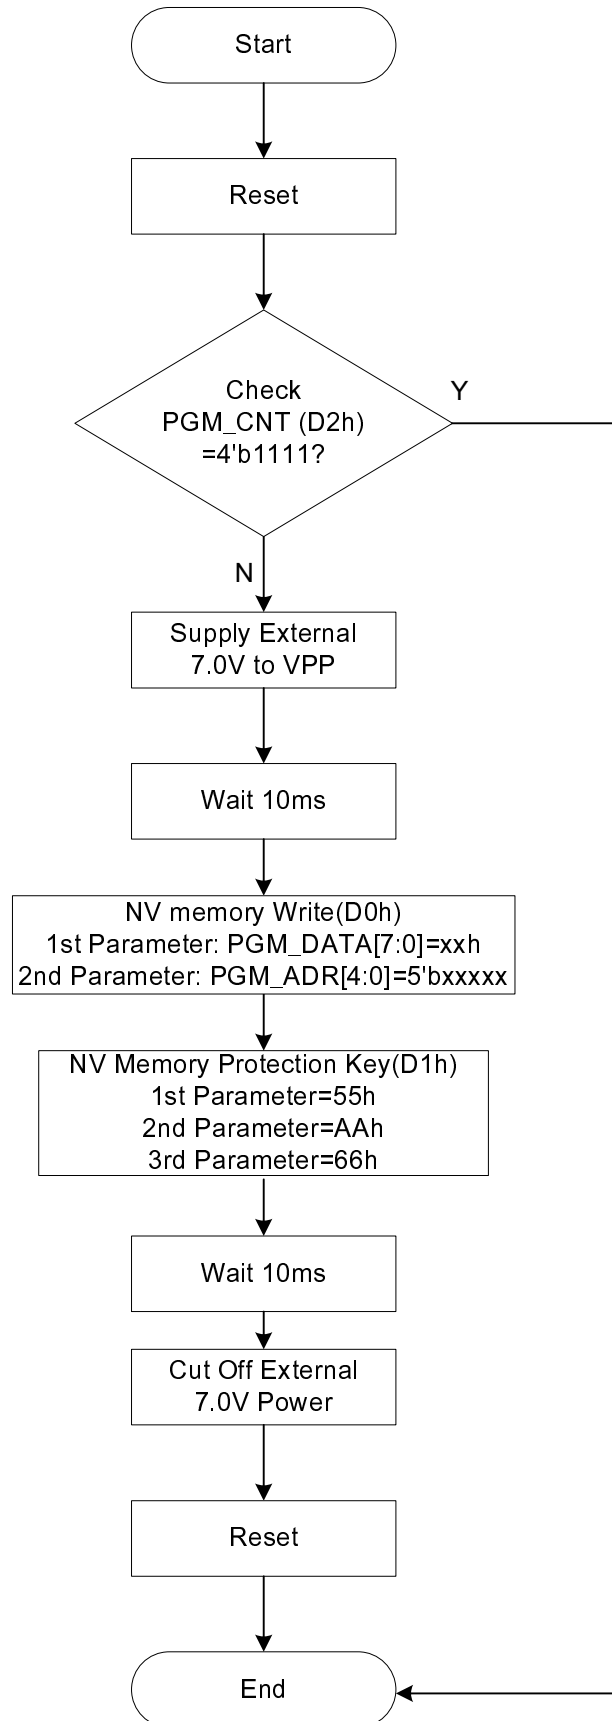 Start
Reset
Check
PGM_CNT (D2h)
=4'b1111?
Y
N
Supply External
7.0V to VPP
Wait 10ms
NV memory Write(D0h)
1st Parameter: PGM_DATA[7:0]=xxh
2nd Parameter: PGM_ADR[4:0]=5'bxxxxx
NV Memory Protection Key(D1h)
1st Parameter=55h
2nd Parameter=AAh
3rd Parameter=66h
Wait 10ms
Cut Off External
7.0V Power
Reset
End